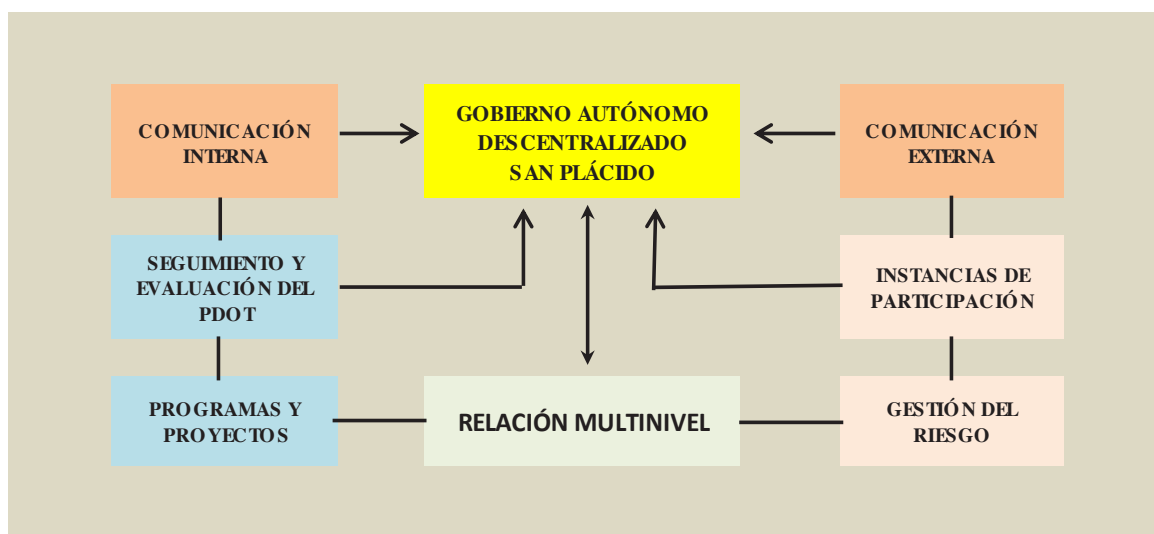 COMUNICACIÓN
INTERNA
GOBIERNO AUTÓNOMO
DESCENTRALIZADO
SAN PLÁCIDO
COMUNICACIÓN
EXTERNA
SEGUIMIENTO Y
EVALUACIÓN DEL
PDOT
INSTANCIAS DE
PARTICIPACIÓN
PROGRAMAS Y
PROYECTOS
RELACIÓN MULTINIVEL
GESTIÓN DEL
RIESGO